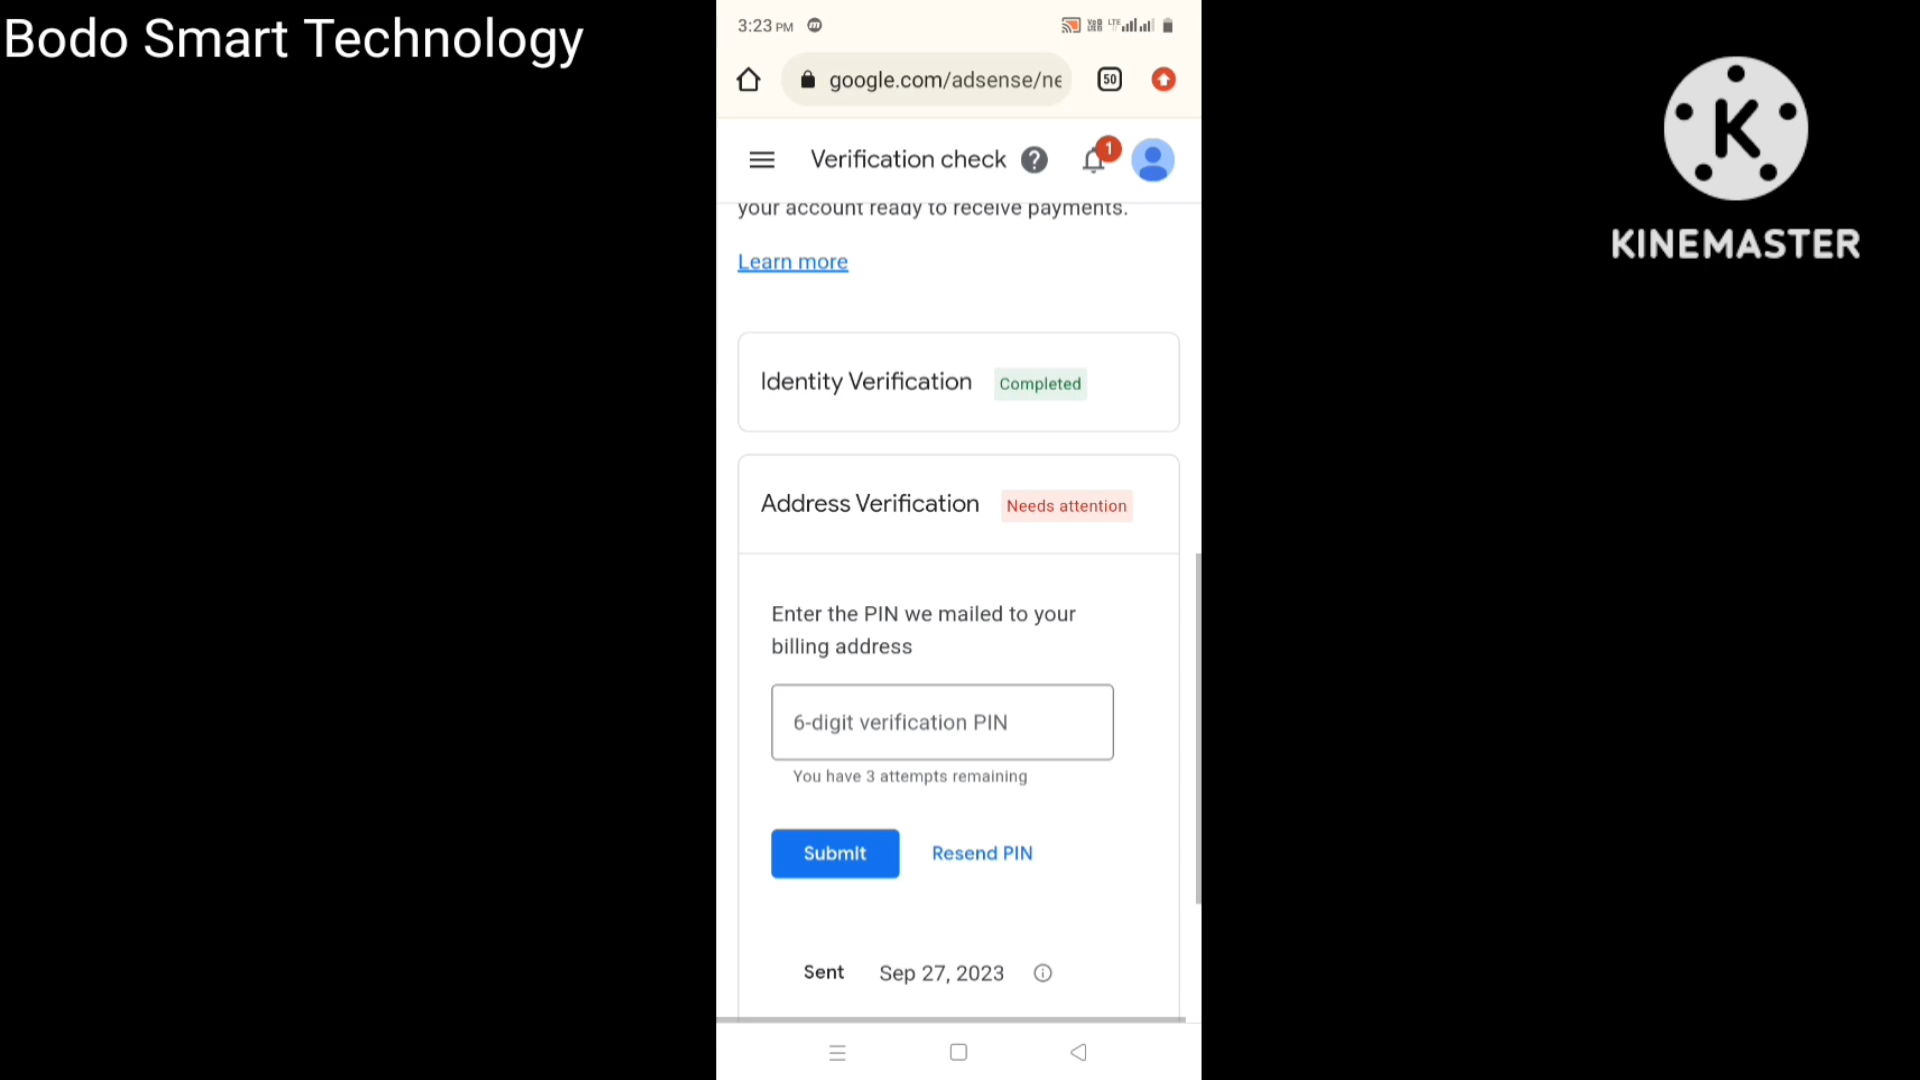 Bodo Smart Technology
3:23 PM
LTE
google.com/adsense/ne
50
K
KINEMASTER
Verification check
1
your account ready to receive payments.
Learn more
Identity Verification Completed
Address Verification Needs attention
Enter the PIN we mailed to your
billing address
6-digit verification PIN
You have 3 attempts remaining
Submit Resend PIN
Sent Sep 27, 2023